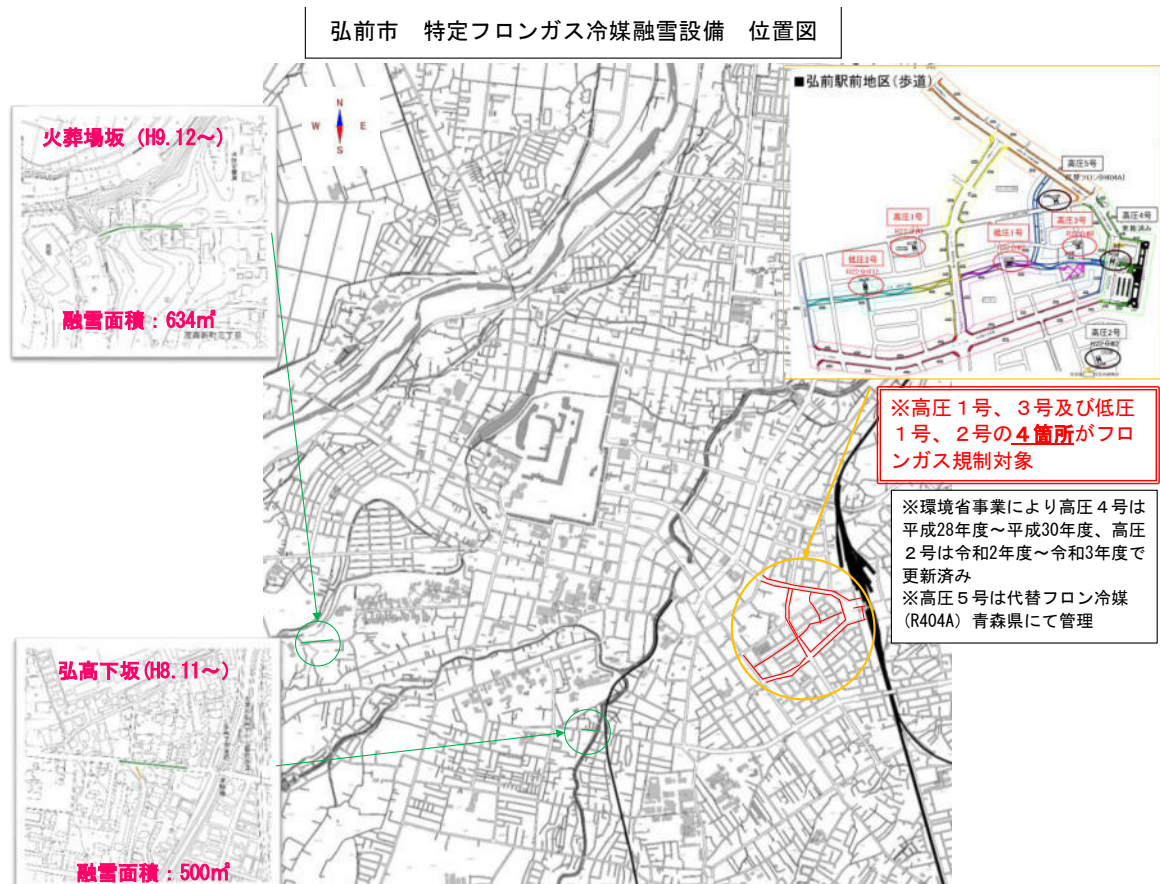 弘前市　特定フロンガス冷媒融雪設備　位置図
火葬場坂（H9.12～）
融雪面積：634㎡
N
W E
S
■弘前駅前地区(歩道)
高圧5号
高圧1号
低圧1号
高圧3号
高圧4号
更新済み
低圧2号
高圧2号
※高圧１号、３号及び低圧
１号、２号の４箇所がフロ
ンガス規制対象
※環境省事業により高圧４号は
平成28年度～平成30年度、高圧
２号は令和2年度～令和3年度で
更新済み
※高圧５号は代替フロン冷媒
(R404A) 青森県にて管理
弘高下坂(H8.11～)
融雪面積：500㎡